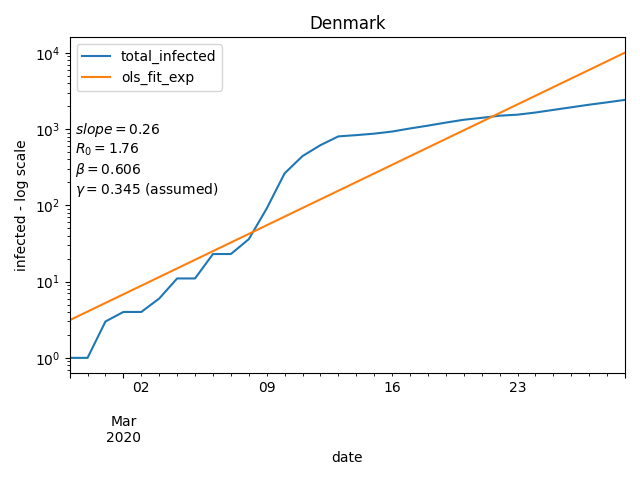 Denmark
10⁴
10³
10²
10¹
10⁰
infected - log scale
total_infected
ols_fit_exp
slope = 0.26
R₀ = 1.76
β = 0.606
γ = 0.345 (assumed)
02 09 16 23
Mar
2020
date